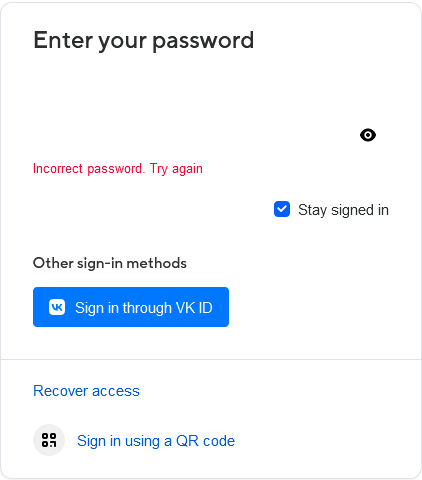 Enter your password
Incorrect password. Try again
Stay signed in
Other sign-in methods
Sign in through VK ID
Recover access
Sign in using a QR code